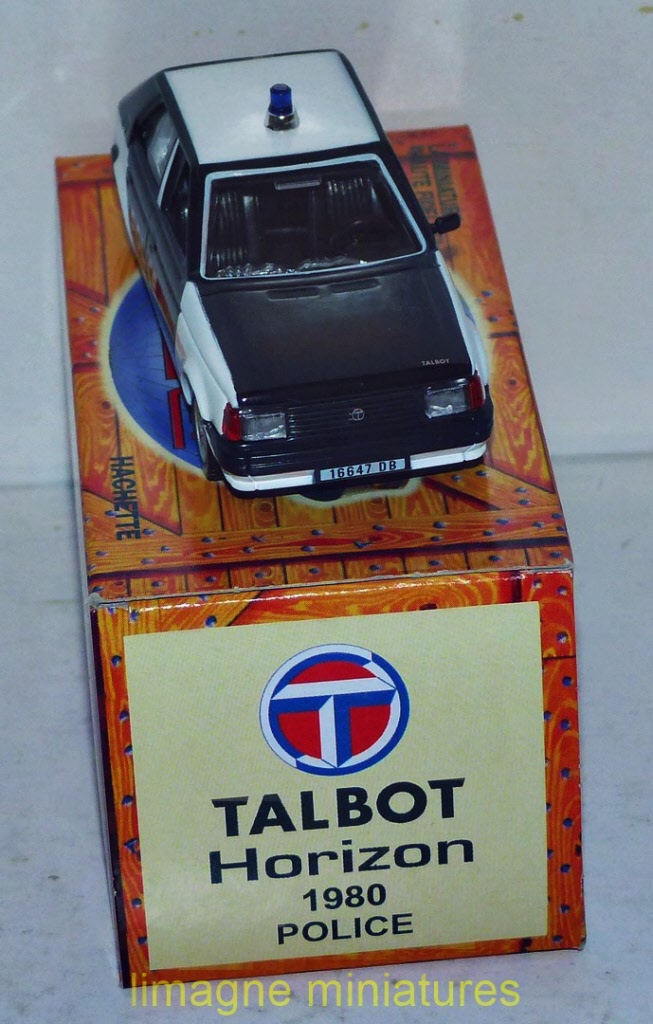 TALBOT
16647 DB
HACHETTE
TALBOT
Horizon
1980
POLICE
limagne miniatures